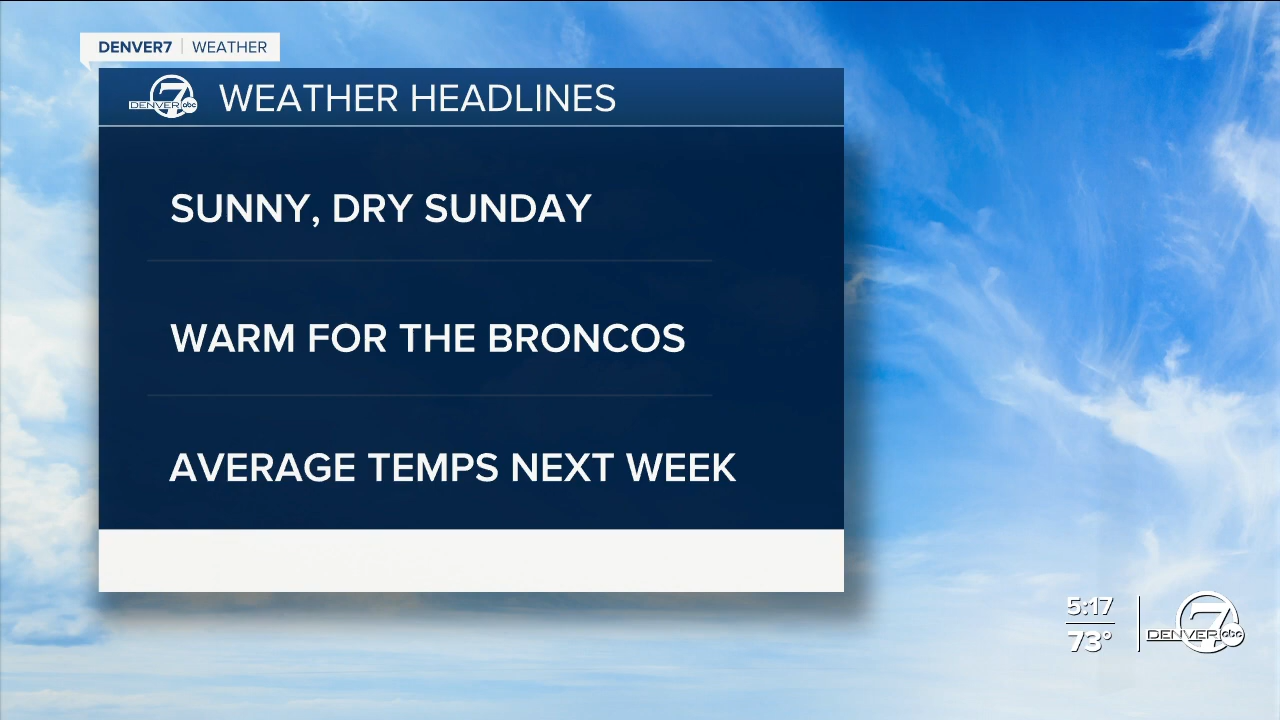 DENVER7 | WEATHER
DENVER 7 abc WEATHER HEADLINES
SUNNY, DRY SUNDAY
WARM FOR THE BRONCOS
AVERAGE TEMPS NEXT WEEK
5:17
73°
DENVER 7 abc